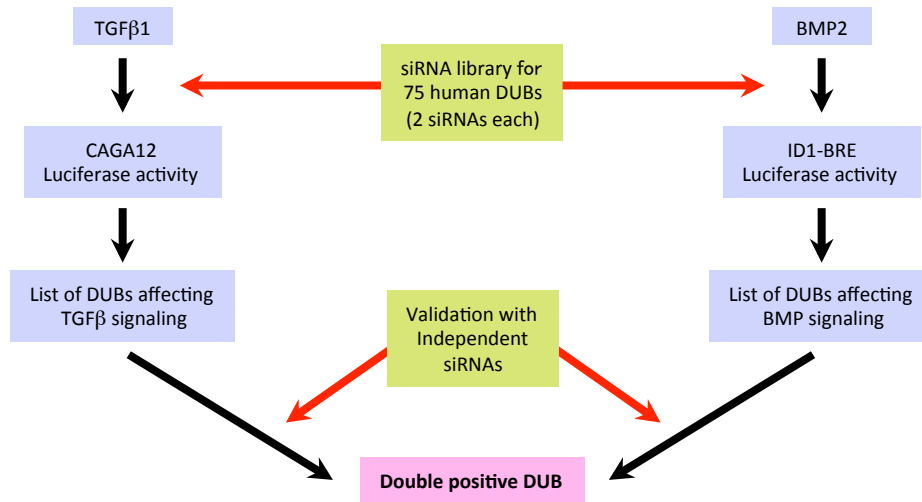 TGFβ1
BMP2
siRNA library for
75 human DUBs
(2 siRNAs each)
CAGA12
Luciferase activity
ID1-BRE
Luciferase activity
List of DUBs affecting
TGFβ signaling
Validation with
Independent
siRNAs
List of DUBs affecting
BMP signaling
Double positive DUB